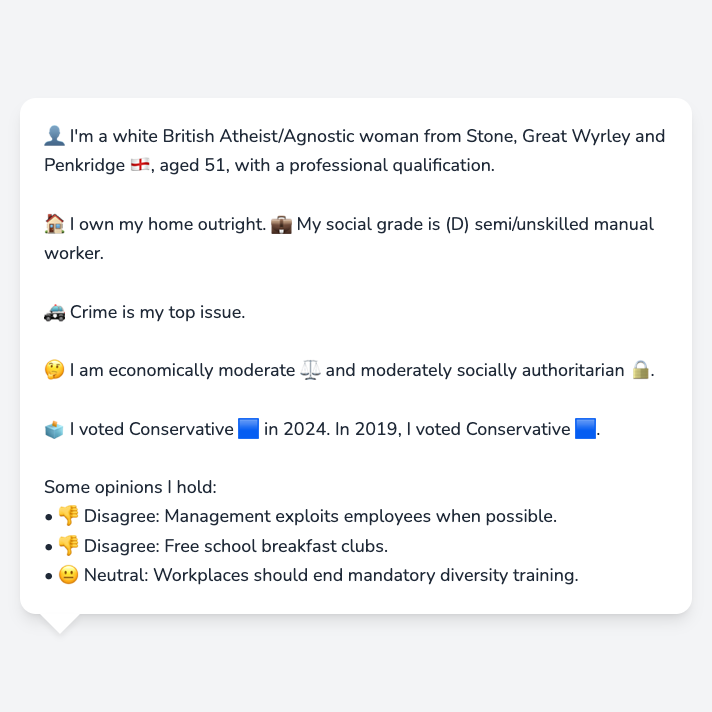 👤 I'm a white British Atheist/Agnostic woman from Stone, Great Wyrley and
Penkridge 🏴󠁧󠁢󠁥󠁮󠁧󠁿, aged 51, with a professional qualification.
🏠 I own my home outright. 💼 My social grade is (D) semi/unskilled manual
worker.
🚓 Crime is my top issue.
🤔 I am economically moderate ⚖️ and moderately socially authoritarian 🔒.
🗳️ I voted Conservative 🟦 in 2024. In 2019, I voted Conservative 🟦.
Some opinions I hold:
• 👎 Disagree: Management exploits employees when possible.
• 👎 Disagree: Free school breakfast clubs.
• 😐 Neutral: Workplaces should end mandatory diversity training.